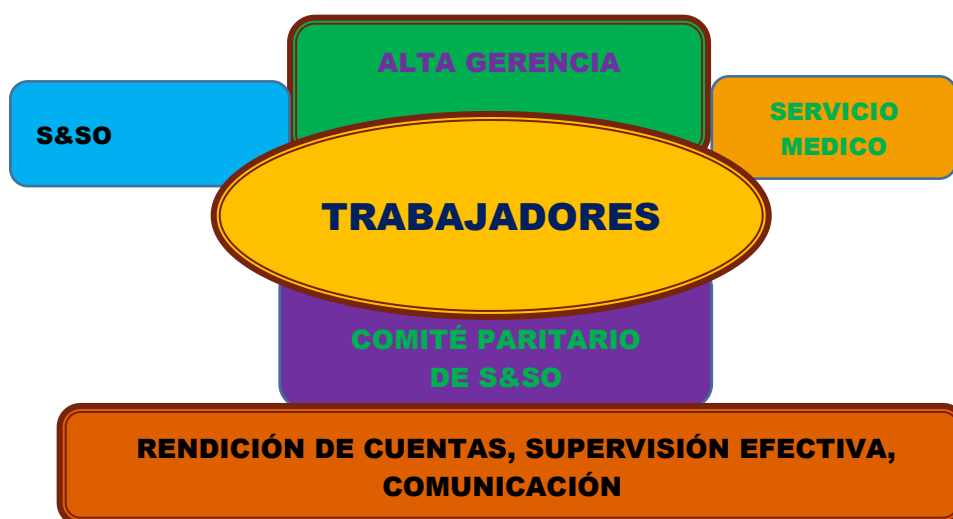 ALTA GERENCIA
S&SO
SERVICIO
MEDICO
TRABAJADORES
COMITÉ PARITARIO
DE S&SO
RENDICIÓN DE CUENTAS, SUPERVISIÓN EFECTIVA,
COMUNICACIÓN